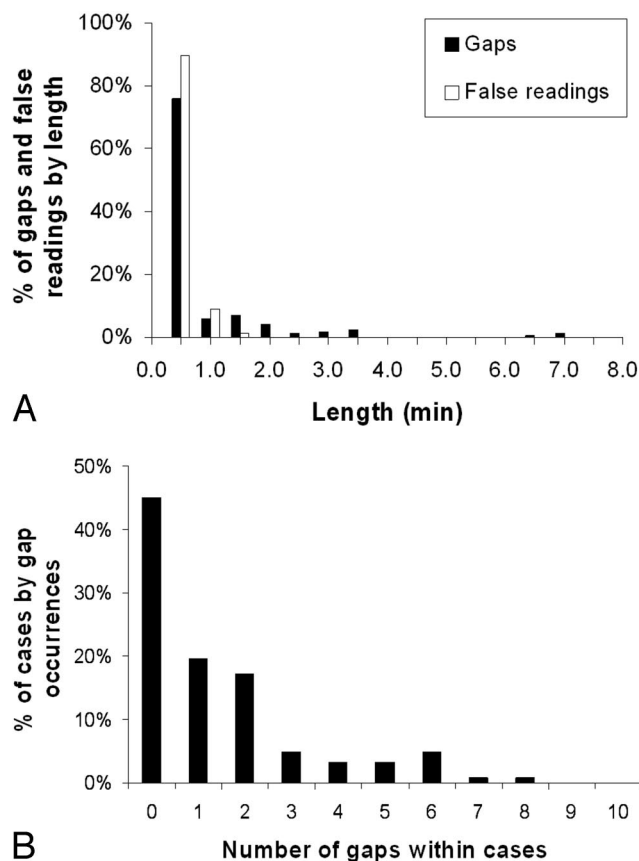 100%
80%
60%
40%
20%
0%
% of gaps and false
readings by length
Gaps
False readings
0.0 1.0 2.0 3.0 4.0 5.0 6.0 7.0 8.0
Length (min)
A
50%
40%
30%
20%
10%
0%
% of cases by gap
occurrences
0 1 2 3 4 5 6 7 8 9 10
Number of gaps within cases
B